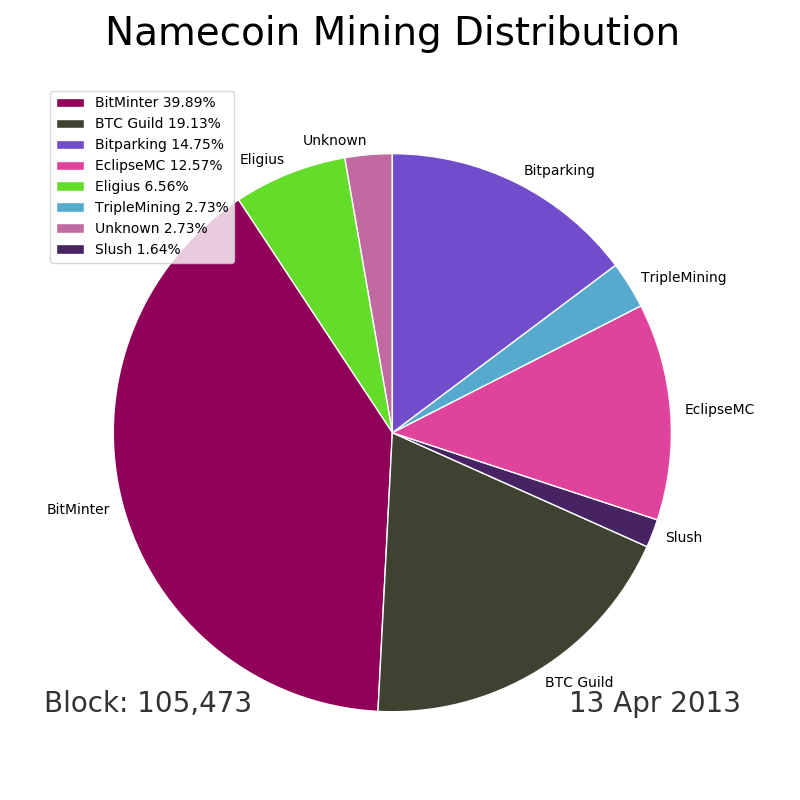 Namecoin Mining Distribution
BitMinter 39.89%
BTC Guild 19.13%
Bitparking 14.75%
EclipseMC 12.57%
Eligius 6.56%
TripleMining 2.73%
Unknown 2.73%
Slush 1.64%
Unknown
Eligius
Bitparking
TripleMining
EclipseMC
BitMinter
Slush
BTC Guild
Block: 105,473
13 Apr 2013